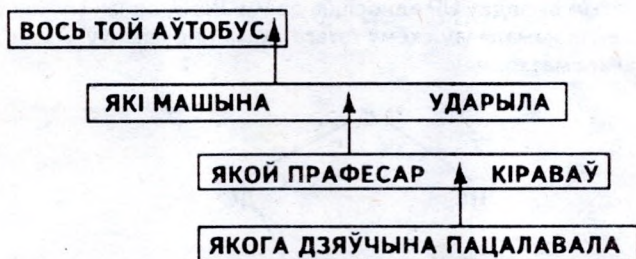 ВОСЬ ТОЙ АЎТОБУС
ЯКІ МАШЫНА УДАРЫЛА
ЯКОЙ ПРАФЕСАР КІРАВАЎ
ЯКОГА ДЗЯЎЧЫНА ПАЦАЛАВАЛА